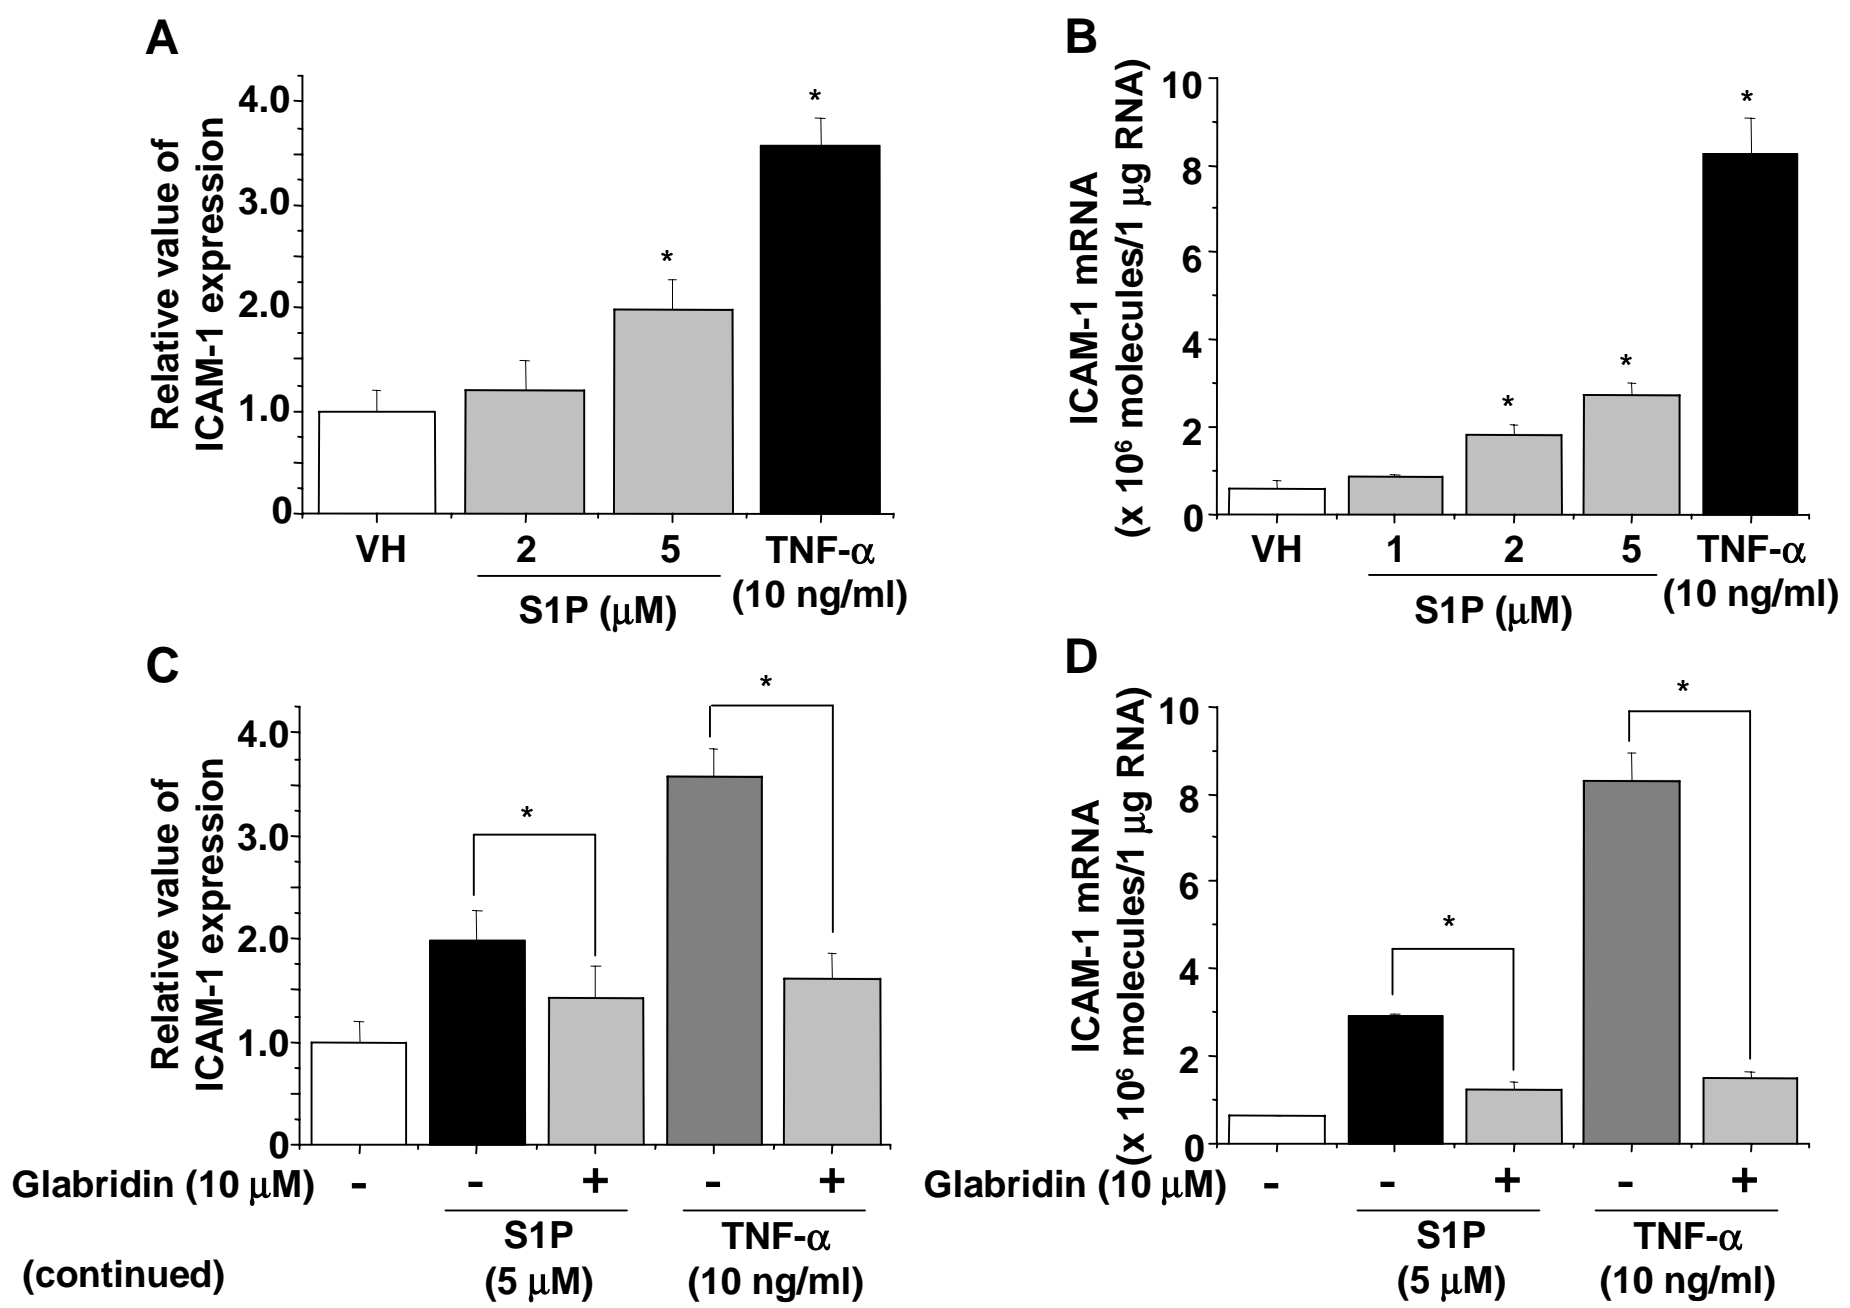 A
Relative value of
ICAM-1 expression
4.0
3.0
2.0
1.0
0
*
*
VH 2 5 TNF-α
S1P (μM) (10 ng/ml)
B
ICAM-1 mRNA
(x 10⁶ molecules/1 μg RNA)
10
8
6
4
2
0
*
*
*
VH 1 2 5 TNF-α
S1P (μM) (10 ng/ml)
C
Relative value of
ICAM-1 expression
4.0
3.0
2.0
1.0
0
*
*
Glabridin (10 μM) - - + - +
S1P TNF-α
(5 μM) (10 ng/ml)
D
ICAM-1 mRNA
(x 10⁶ molecules/1 μg RNA)
10
8
6
4
2
0
*
*
Glabridin (10 μM) - - + - +
S1P TNF-α
(5 μM) (10 ng/ml)
(continued)